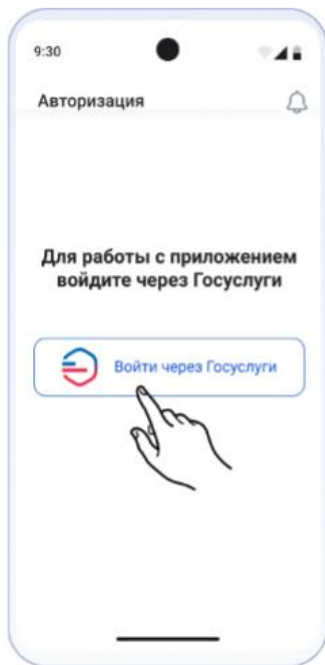 9:30
Авторизация
Для работы с приложением
войдите через Госуслуги
Войти через Госуслуги